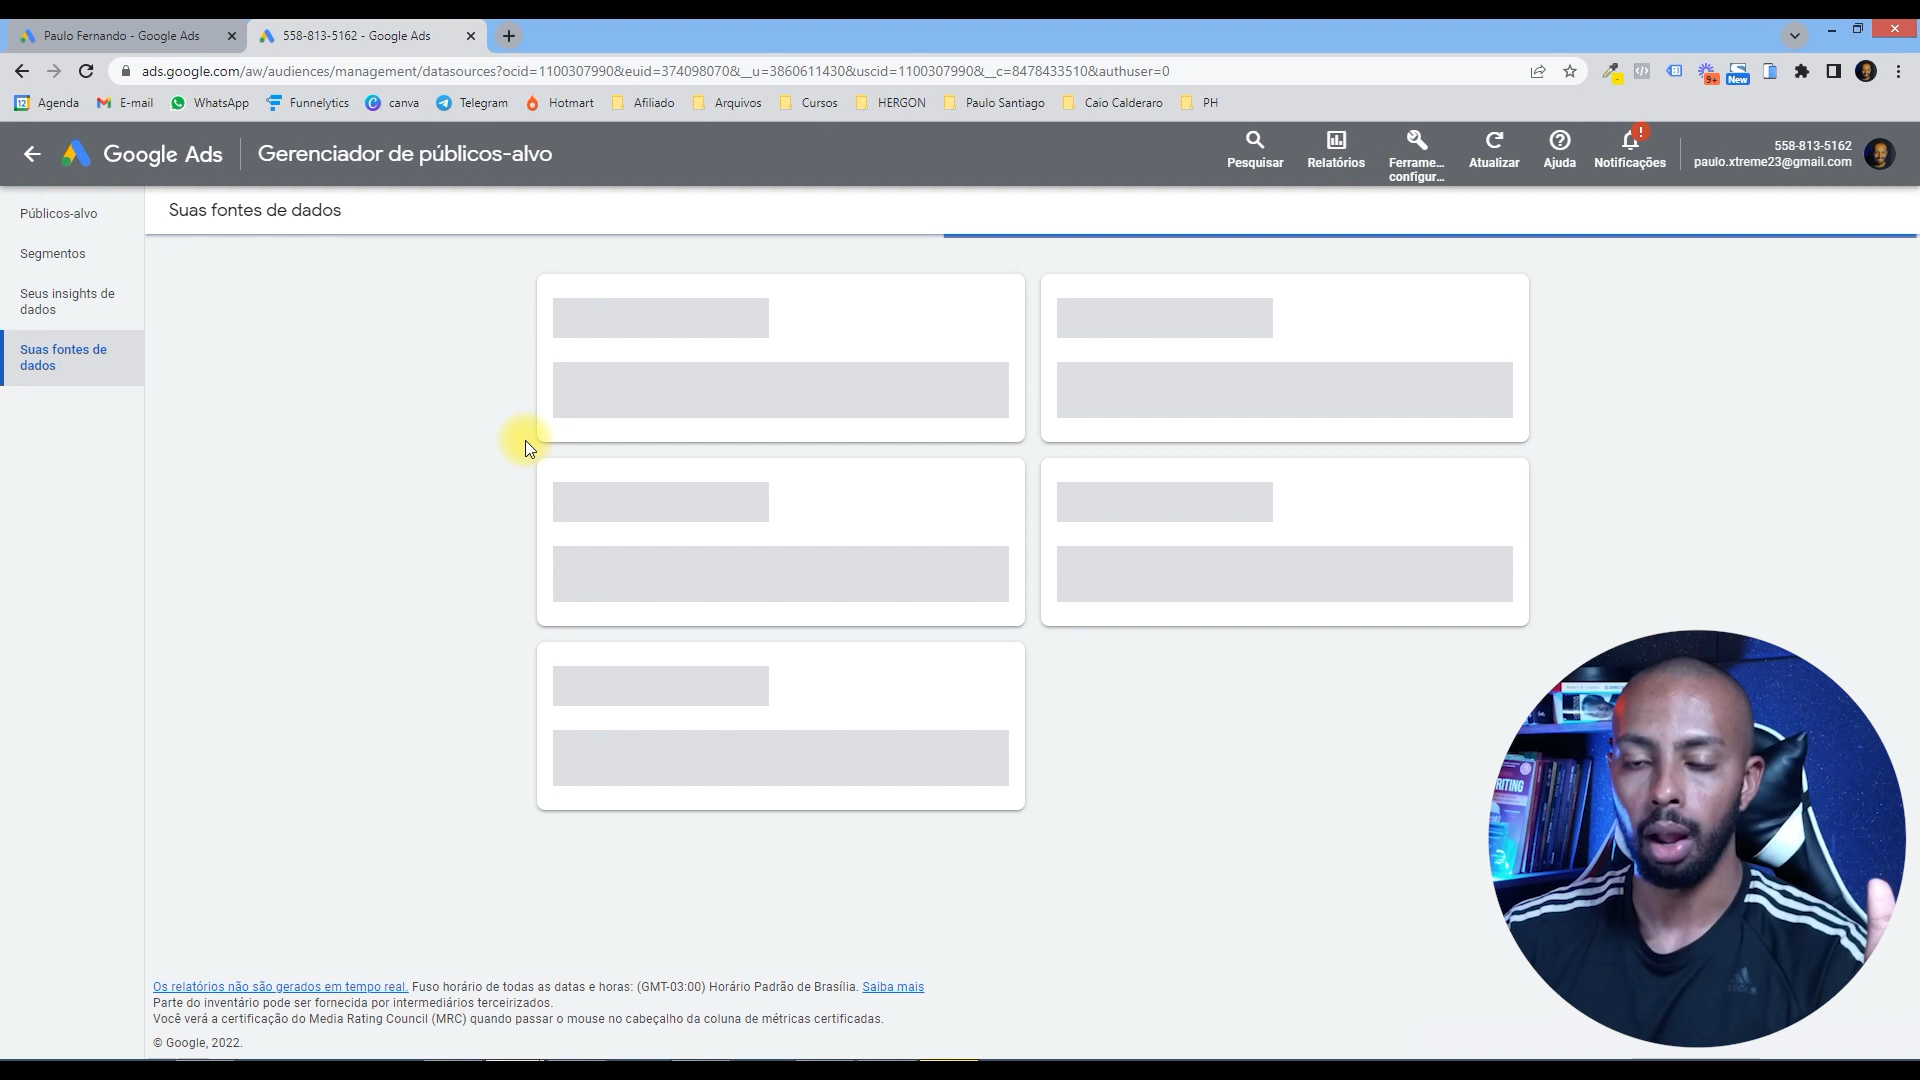 Paulo Fernando - Google Ads
558-813-5162 - Google Ads
ads.google.com/aw/audiences/management/datasources?ocid=1100307990&euid=374098070&__u=3860611430&uscid=1100307990&__c=8478433510&authuser=0
9+
New
12
Agenda
E-mail
WhatsApp
Funnelytics
canva
Telegram
Hotmart
Afiliado
Arquivos
Cursos
HERGON
Paulo Santiago
Caio Calderaro
PH
Google Ads
Gerenciador de públicos-alvo
Pesquisar
Relatórios
Ferrame...
configur...
Atualizar
Ajuda
!
Notificações
558-813-5162
paulo.xtreme23@gmail.com
Públicos-alvo
Suas fontes de dados
Segmentos
Seus insights de
dados
Suas fontes de
dados
RITING
adidas
Os relatórios não são gerados em tempo real. Fuso horário de todas as datas e horas: (GMT-03:00) Horário Padrão de Brasília. Saiba mais
Parte do inventário pode ser fornecida por intermediários terceirizados.
Você verá a certificação do Media Rating Council (MRC) quando passar o mouse no cabeçalho da coluna de métricas certificadas.
© Google, 2022.